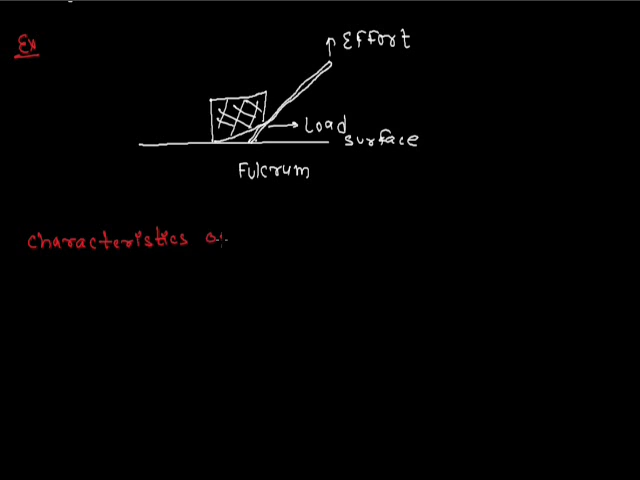 Ex
Effort
Load
surface
Fulcrum
characteristics